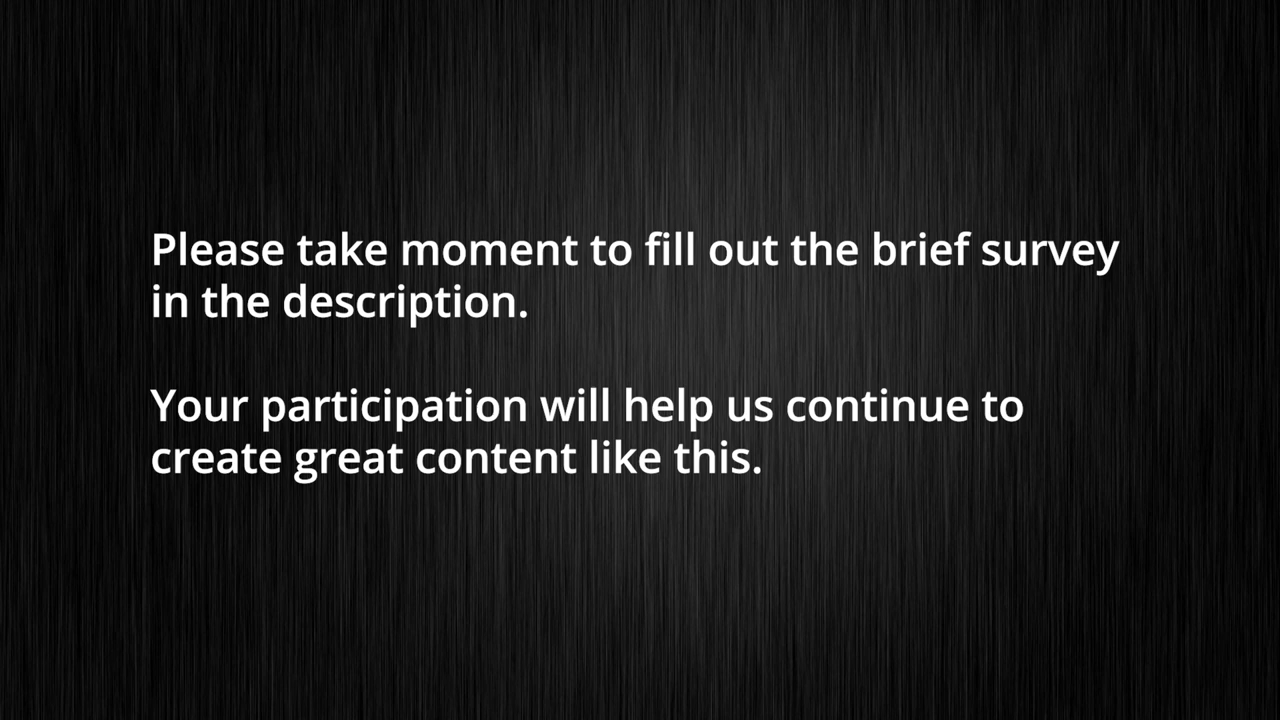 Please take moment to fill out the brief survey
in the description.
Your participation will help us continue to
create great content like this.